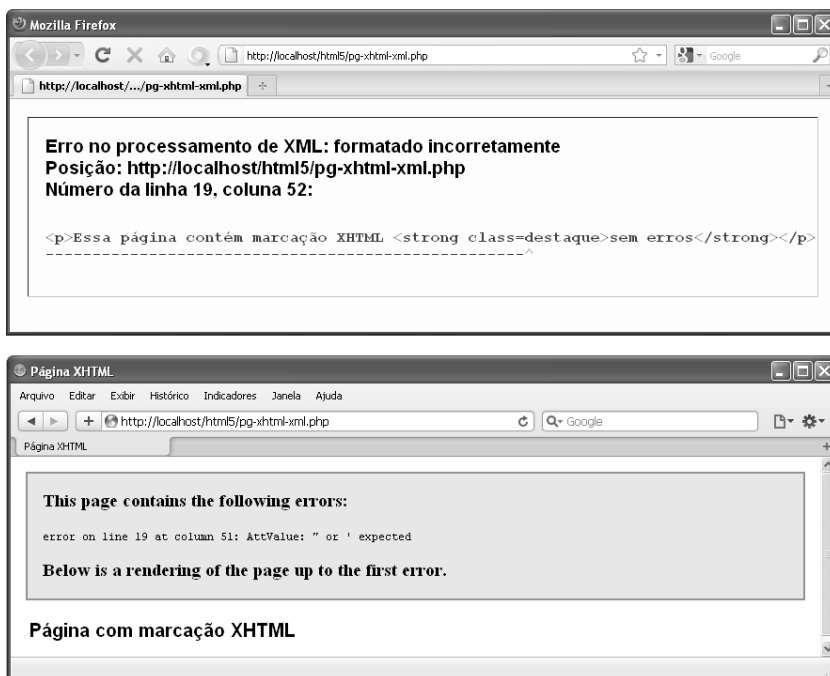 Mozilla Firefox
http://localhost/html5/pg-xhtml-xml.php
Google
http://localhost/.../pg-xhtml-xml.php
Erro no processamento de XML: formatado incorretamente
Posição: http://localhost/html5/pg-xhtml-xml.php
Número da linha 19, coluna 52:
<p>Essa página contém marcação XHTML <strong class=destaque>sem erros</strong></p>
----------------------------------------------------^
Página XHTML
Arquivo Editar Exibir Histórico Indicadores Janela Ajuda
http://localhost/html5/pg-xhtml-xml.php
Google
Página XHTML
This page contains the following errors:
error on line 19 at column 51: AttValue: " or ' expected
Below is a rendering of the page up to the first error.
Página com marcação XHTML